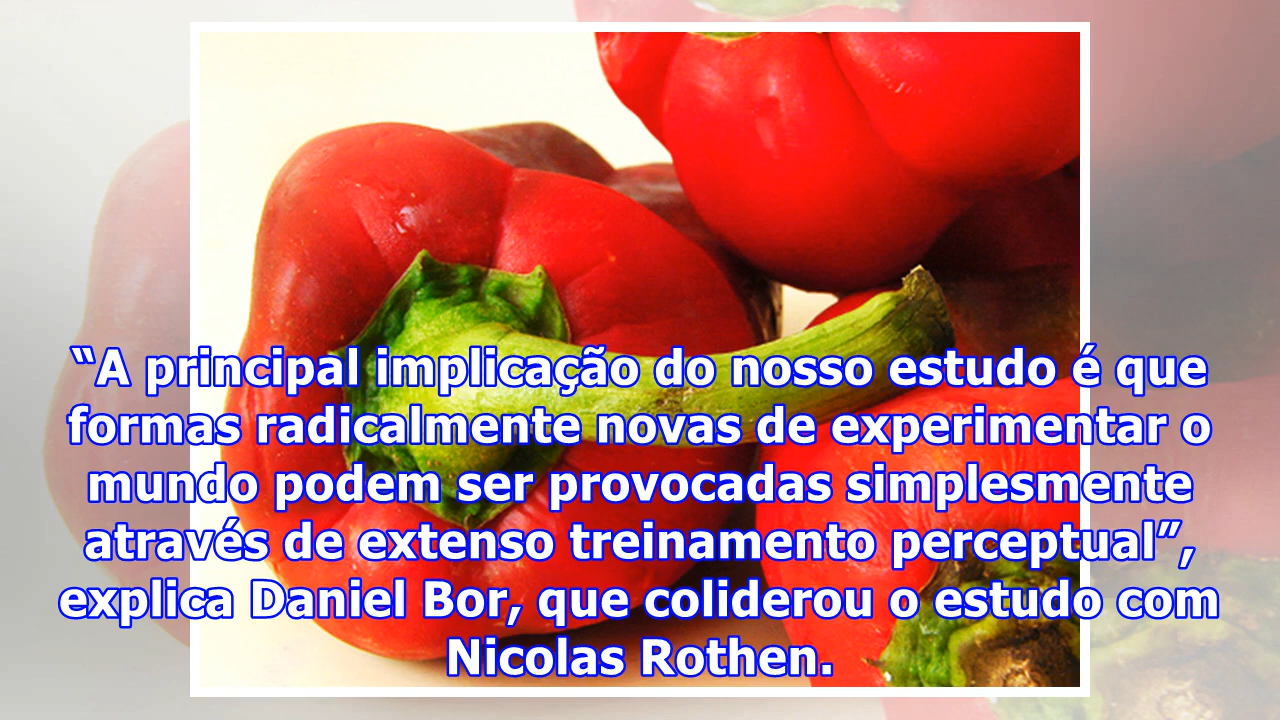 “A principal implicação do nosso estudo é que
formas radicalmente novas de experimentar o
mundo podem ser provocadas simplesmente
através de extenso treinamento perceptual”,
explica Daniel Bor, que coliderou o estudo com
Nicolas Rothen.